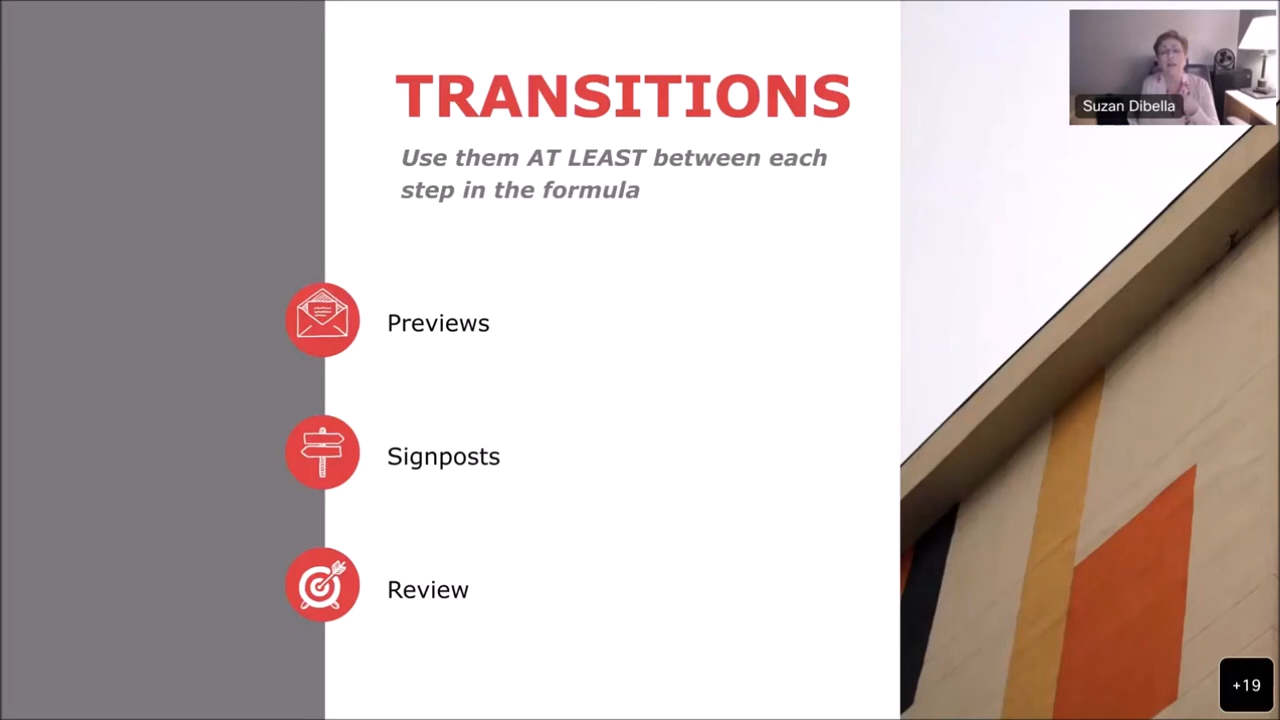 TRANSITIONS
Use them AT LEAST between each
step in the formula
Previews
Signposts
Review
Suzan Dibella
+19